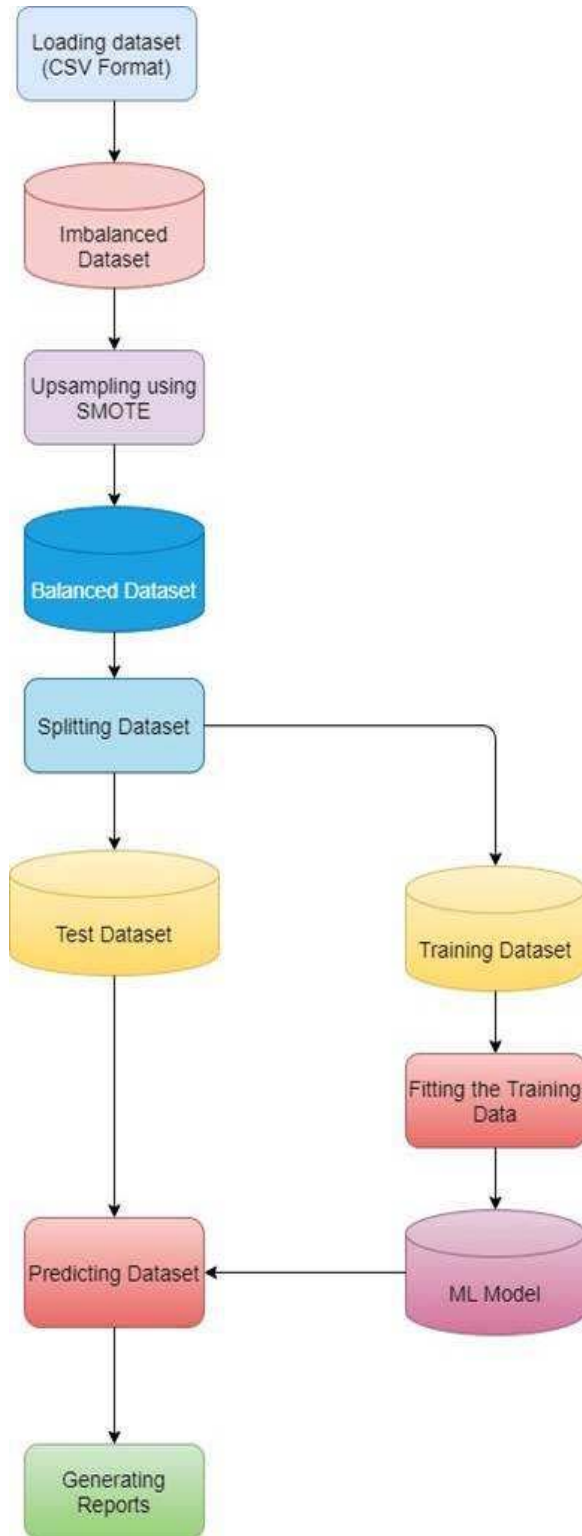 Loading dataset
(CSV Format)
Imbalanced
Dataset
Upsampling using
SMOTE
Balanced Dataset
Splitting Dataset
Test Dataset
Training Dataset
Fitting the Training
Data
Predicting Dataset
ML Model
Generating
Reports